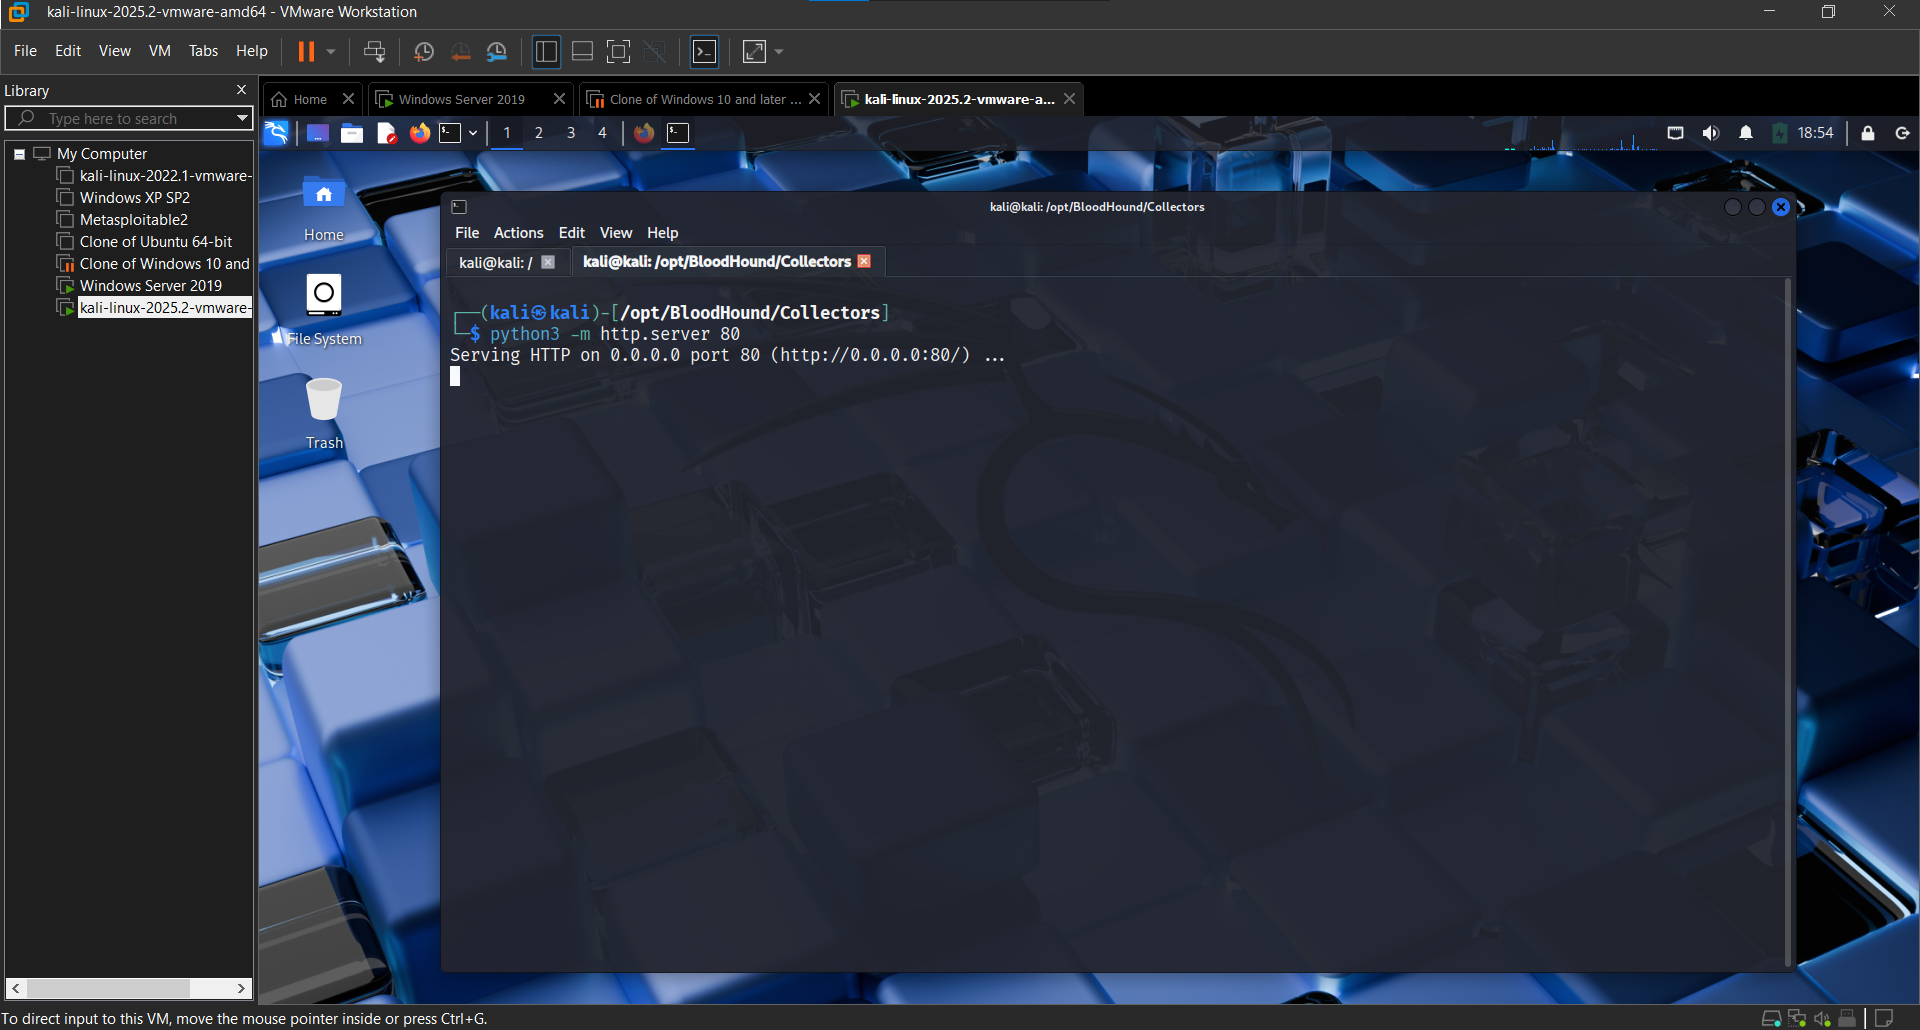 kali-linux-2025.2-vmware-amd64 - VMware Workstation
File Edit View VM Tabs Help
Library
Type here to search
My Computer
kali-linux-2022.1-vmware-
Windows XP SP2
Metasploitable2
Clone of Ubuntu 64-bit
Clone of Windows 10 and
Windows Server 2019
kali-linux-2025.2-vmware-
Home Windows Server 2019 Clone of Windows 10 and later ... kali-linux-2025.2-vmware-a...
1 2 3 4 18:54
Home
File System
Trash
kali@kali: /opt/BloodHound/Collectors
File Actions Edit View Help
kali@kali: / kali@kali: /opt/BloodHound/Collectors
┌──(kali㉿kali)-[/opt/BloodHound/Collectors]
└─$ python3 -m http.server 80
Serving HTTP on 0.0.0.0 port 80 (http://0.0.0.0:80/) ...
To direct input to this VM, move the mouse pointer inside or press Ctrl+G.